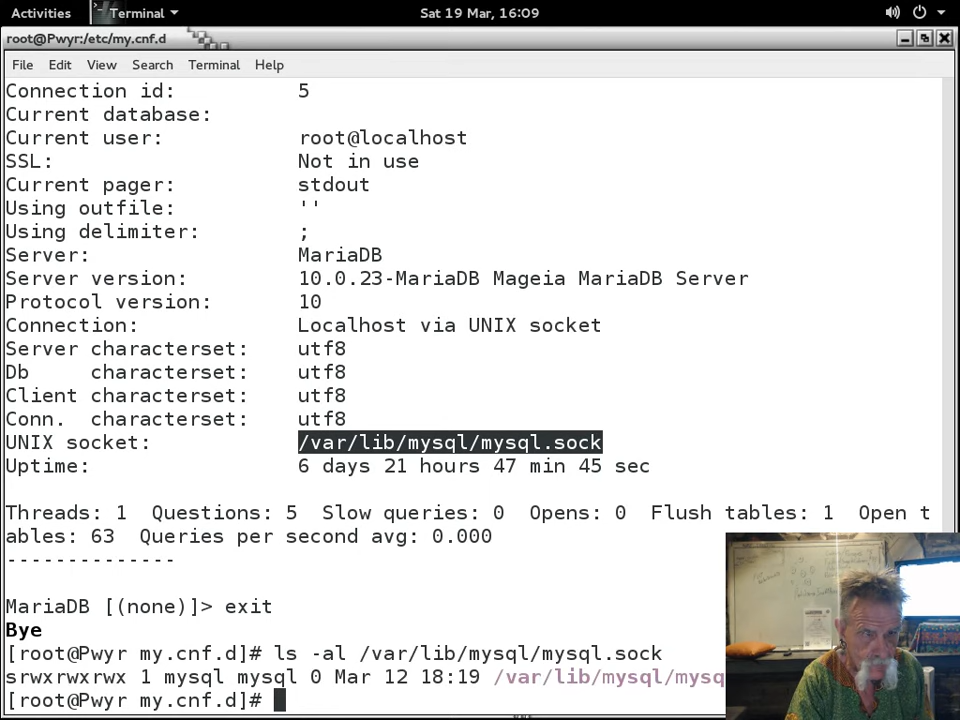 Activities Terminal Sat 19 Mar, 16:09
root@Pwyr:/etc/my.cnf.d
File Edit View Search Terminal Help
Connection id: 5
Current database:
Current user: root@localhost
SSL: Not in use
Current pager: stdout
Using outfile: ''
Using delimiter: ;
Server: MariaDB
Server version: 10.0.23-MariaDB Mageia MariaDB Server
Protocol version: 10
Connection: Localhost via UNIX socket
Server characterset: utf8
Db characterset: utf8
Client characterset: utf8
Conn. characterset: utf8
UNIX socket: /var/lib/mysql/mysql.sock
Uptime: 6 days 21 hours 47 min 45 sec
Threads: 1 Questions: 5 Slow queries: 0 Opens: 0 Flush tables: 1 Open t
ables: 63 Queries per second avg: 0.000
--------------
MariaDB [(none)]> exit
Bye
[root@Pwyr my.cnf.d]# ls -al /var/lib/mysql/mysql.sock
srwxrwxrwx 1 mysql mysql 0 Mar 12 18:19 /var/lib/mysql/mysq
[root@Pwyr my.cnf.d]#